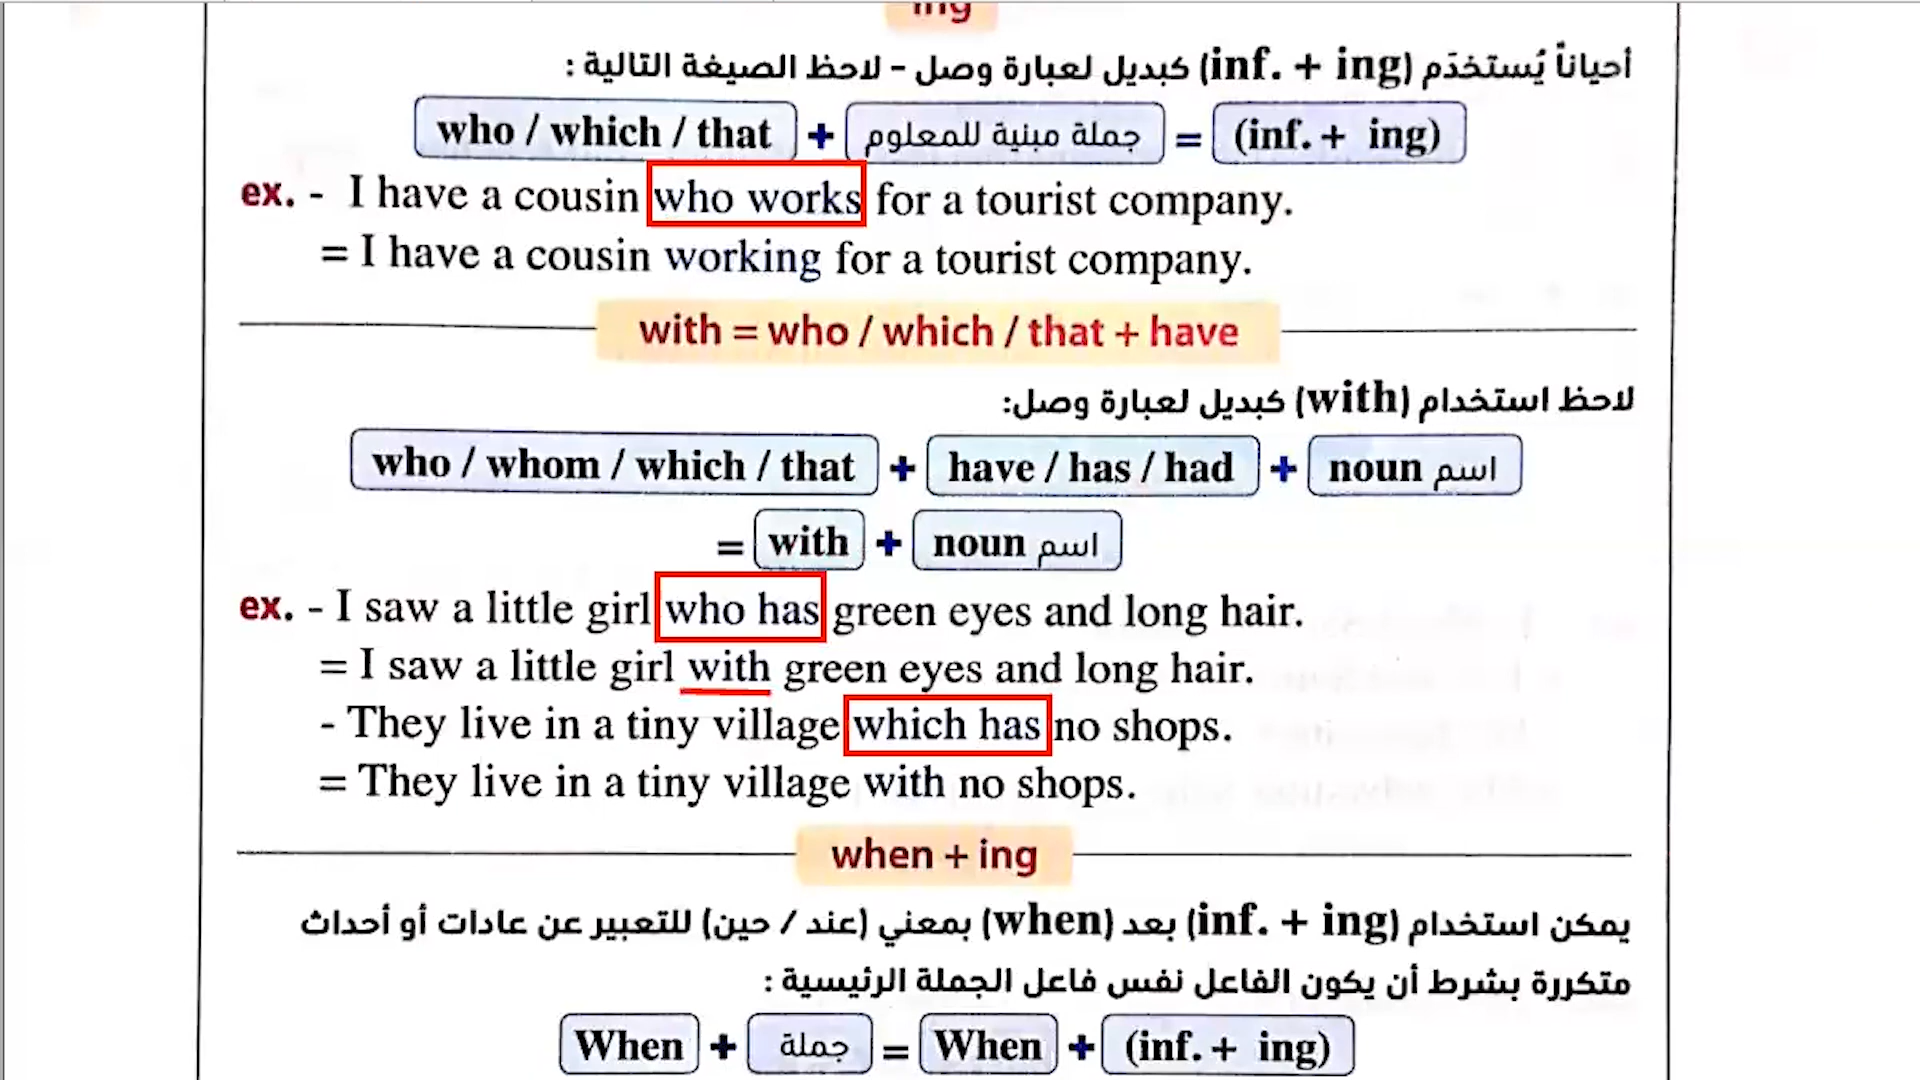 ing
أحياناً يُستخدَم (inf. + ing) كبديل لعبارة وصل - لاحظ الصيغة التالية :
who / which / that + جملة مبنية للمعلوم = (inf. + ing)
ex. - I have a cousin who works for a tourist company.
= I have a cousin working for a tourist company.
with = who / which / that + have
لاحظ استخدام (with) كبديل لعبارة وصل:
who / whom / which / that + have / has / had + noun اسم
= with + noun اسم
ex. - I saw a little girl who has green eyes and long hair.
= I saw a little girl with green eyes and long hair.
- They live in a tiny village which has no shops.
= They live in a tiny village with no shops.
when + ing
يمكن استخدام (inf. + ing) بعد (when) بمعني (عند / حين) للتعبير عن عادات أو أحداث
متكررة بشرط أن يكون الفاعل نفس فاعل الجملة الرئيسية :
When + جملة = When + (inf. + ing)